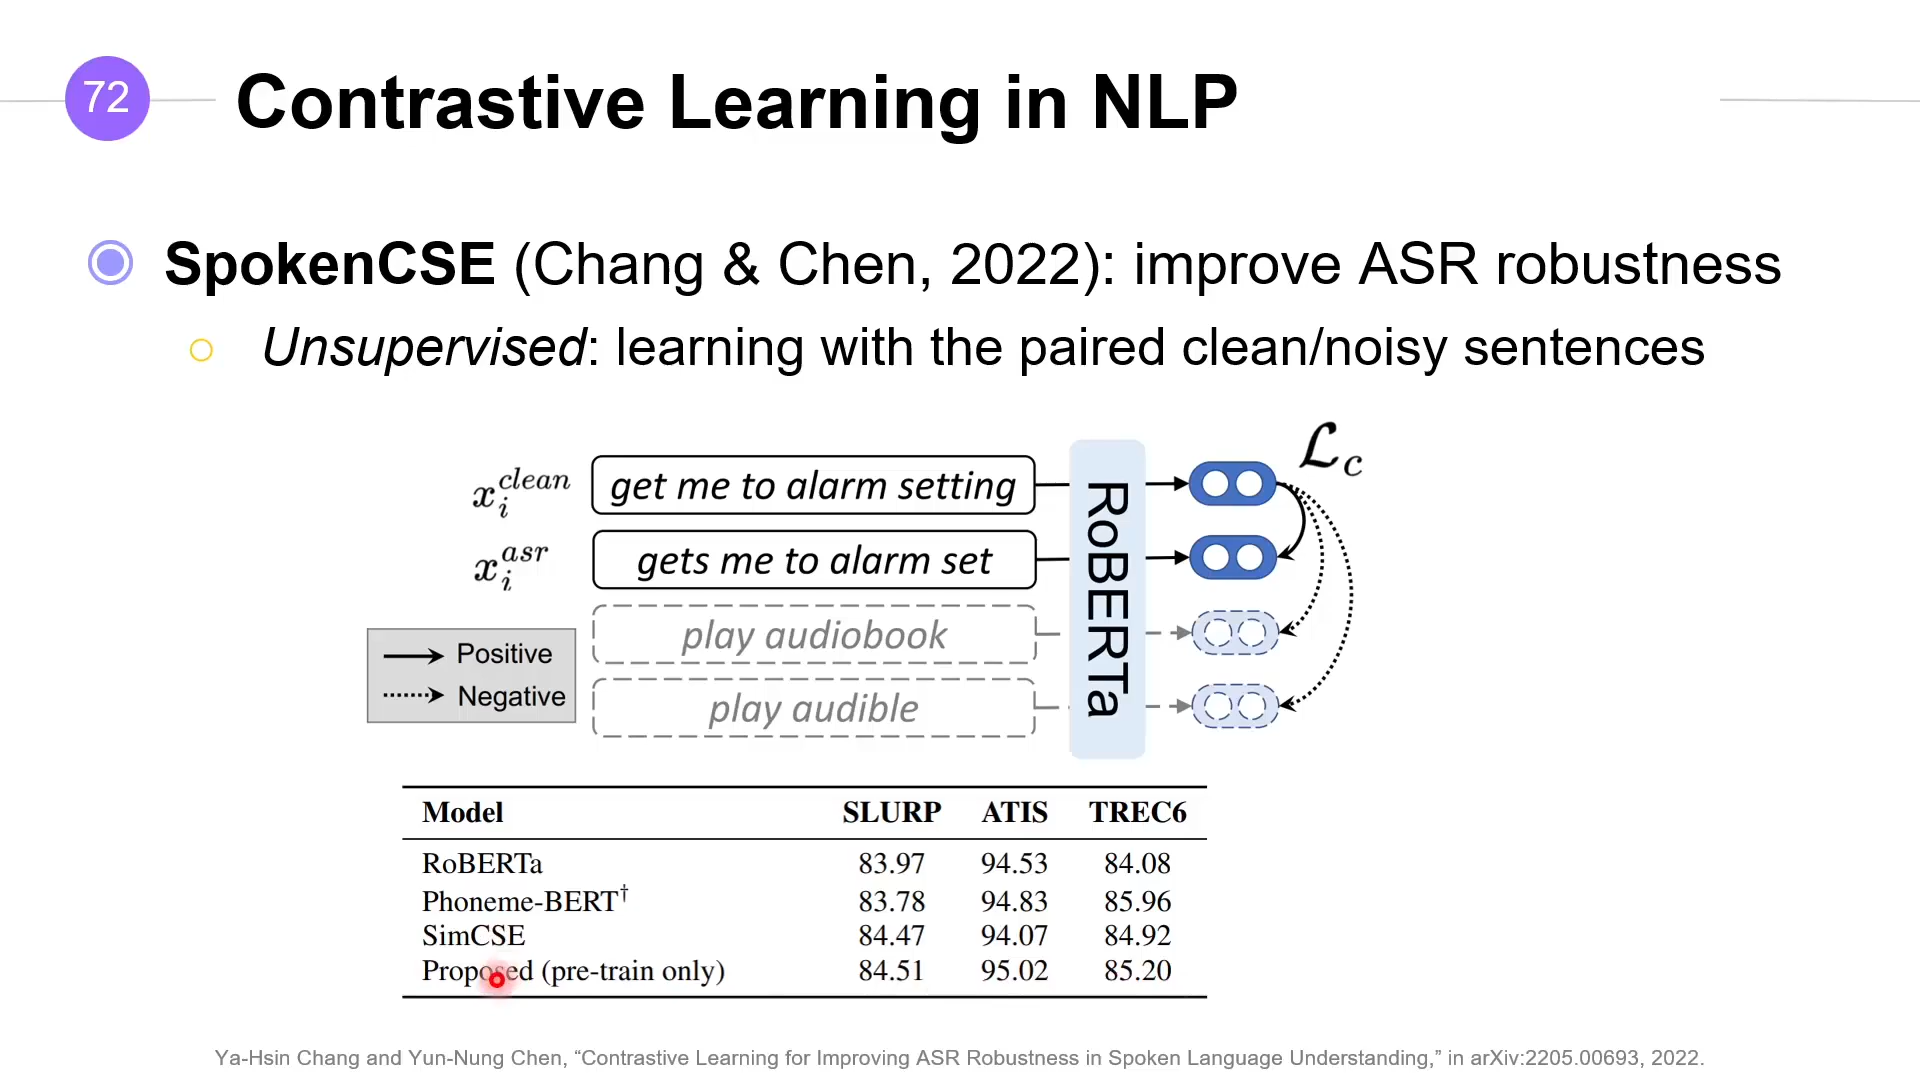 72
Contrastive Learning in NLP
SpokenCSE (Chang & Chen, 2022): improve ASR robustness
Unsupervised: learning with the paired clean/noisy sentences
ℒc
x_i^clean get me to alarm setting
x_i^asr gets me to alarm set
play audiobook
play audible
RoBERTa
Positive
Negative
Model SLURP ATIS TREC6
RoBERTa 83.97 94.53 84.08
Phoneme-BERT† 83.78 94.83 85.96
SimCSE 84.47 94.07 84.92
Proposed (pre-train only) 84.51 95.02 85.20
Ya-Hsin Chang and Yun-Nung Chen, “Contrastive Learning for Improving ASR Robustness in Spoken Language Understanding,” in arXiv:2205.00693, 2022.